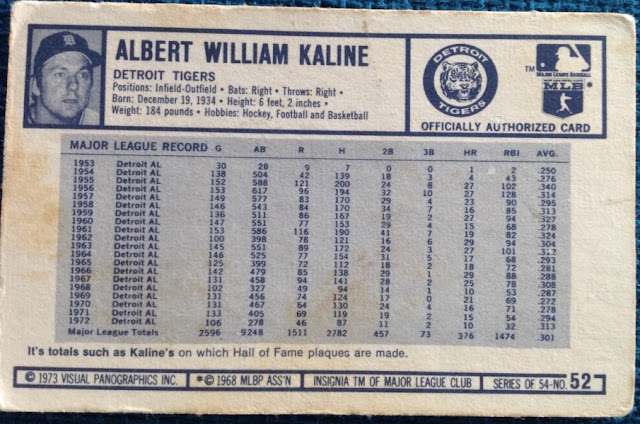 ALBERT WILLIAM KALINE
DETROIT TIGERS
Positions: Infield-Outfield • Bats: Right • Throws: Right •
Born: December 19, 1934 • Height: 6 feet, 2 inches •
Weight: 184 pounds • Hobbies: Hockey, Football and Basketball
DETROIT
TIGERS
TM
MAJOR LEAGUE BASEBALL
MLB*
OFFICIALLY AUTHORIZED CARD
MAJOR LEAGUE RECORD G AB R H 2B 3B HR RBI AVG.
1953 Detroit AL 30 28 9 7 0 0 1 2 .250
1954 Detroit AL 138 504 42 139 18 3 4 43 .276
1955 Detroit AL 152 588 121 200 24 8 27 102 .340
1956 Detroit AL 153 617 96 194 32 10 27 128 .314
1957 Detroit AL 149 577 83 170 29 4 23 90 .295
1958 Detroit AL 146 543 84 170 34 7 16 85 .313
1959 Detroit AL 136 511 86 167 19 2 27 94 .327
1960 Detroit AL 147 551 77 153 29 4 15 68 .278
1961 Detroit AL 153 586 116 190 41 7 19 82 .324
1962 Detroit AL 100 398 78 121 16 6 29 94 .304
1963 Detroit AL 145 551 89 172 24 3 27 101 .312
1964 Detroit AL 146 525 77 154 31 5 17 68 .293
1965 Detroit AL 125 399 72 112 18 2 18 72 .281
1966 Detroit AL 142 479 85 138 29 1 29 88 .288
1967 Detroit AL 131 458 94 141 28 2 25 78 .308
1968 Detroit AL 102 327 49 94 14 1 10 53 .287
1969 Detroit AL 131 456 74 124 17 0 21 69 .272
1970 Detroit AL 131 467 64 130 24 4 16 71 .278
1971 Detroit AL 133 405 69 119 19 2 15 54 .294
1972 Detroit AL 106 278 46 87 11 2 10 32 .313
Major League Totals 2596 9248 1511 2782 457 73 376 1474 .301
It's totals such as Kaline's on which Hall of Fame plaques are made.
© 1973 VISUAL PANOGRAPHICS INC. *© 1968 MLBP ASS'N INSIGNIA TM OF MAJOR LEAGUE CLUB SERIES OF 54-NO. 52